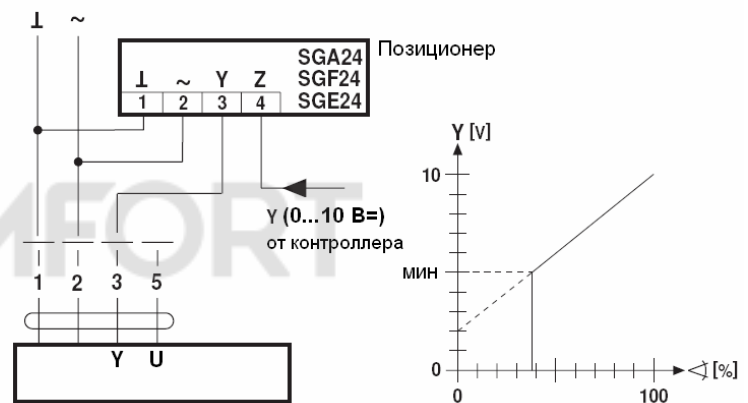 ⊥ ~
SGA24
SGF24
SGE24
Позиционер
⊥ ~ Y Z
1 2 3 4
Y (0...10 В=)
от контроллера
1 2 3 5
Y U
Y [V]
10
мин
0
0 100
[%]
MFORT